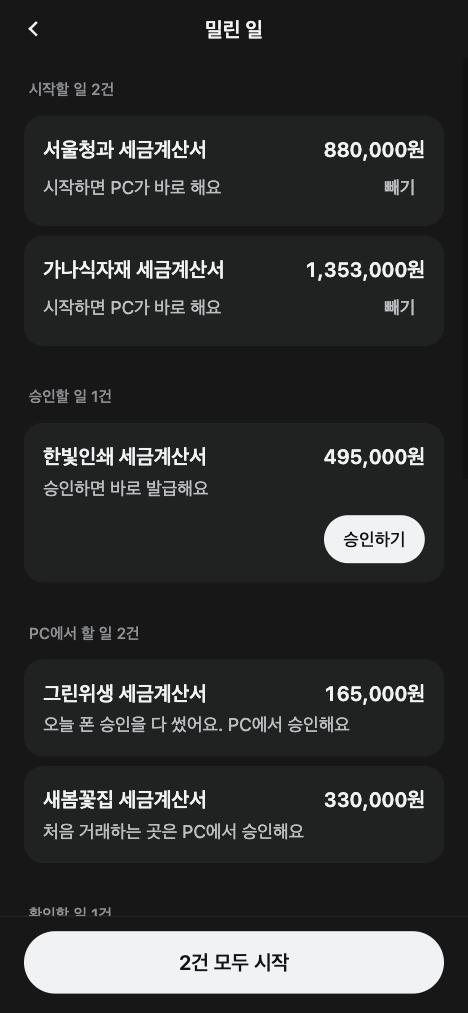 밀린 일
시작할 일 2건
서울청과 세금계산서 880,000원
시작하면 PC가 바로 해요 빼기
가나식자재 세금계산서 1,353,000원
시작하면 PC가 바로 해요 빼기
승인할 일 1건
한빛인쇄 세금계산서 495,000원
승인하면 바로 발급해요
승인하기
PC에서 할 일 2건
그린위생 세금계산서 165,000원
오늘 폰 승인을 다 썼어요. PC에서 승인해요
새봄꽃집 세금계산서 330,000원
처음 거래하는 곳은 PC에서 승인해요
확인할 일 1건
2건 모두 시작